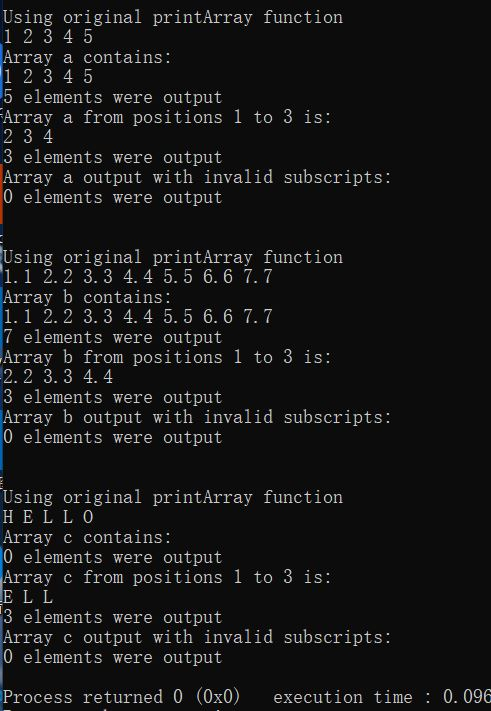 Using original printArray function
1 2 3 4 5
Array a contains:
1 2 3 4 5
5 elements were output
Array a from positions 1 to 3 is:
2 3 4
3 elements were output
Array a output with invalid subscripts:
0 elements were output
Using original printArray function
1.1 2.2 3.3 4.4 5.5 6.6 7.7
Array b contains:
1.1 2.2 3.3 4.4 5.5 6.6 7.7
7 elements were output
Array b from positions 1 to 3 is:
2.2 3.3 4.4
3 elements were output
Array b output with invalid subscripts:
0 elements were output
Using original printArray function
H E L L O
Array c contains:
0 elements were output
Array c from positions 1 to 3 is:
E L L
3 elements were output
Array c output with invalid subscripts:
0 elements were output
Process returned 0 (0x0)   execution time : 0.096